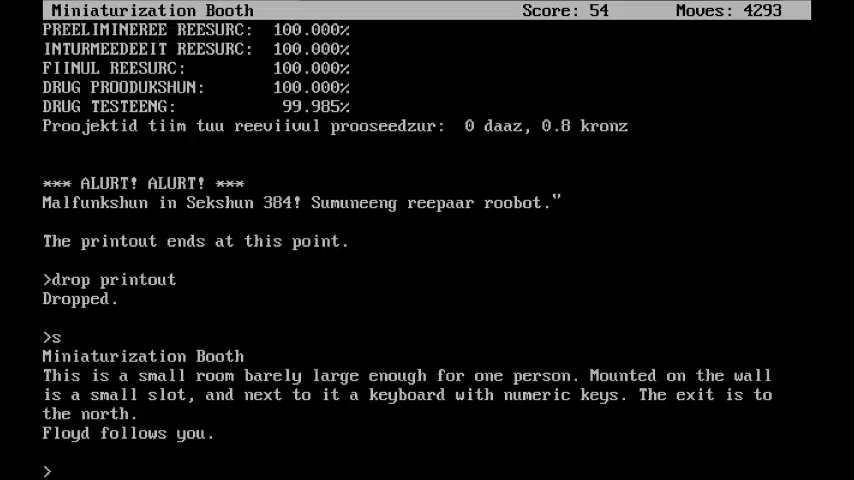 Miniaturization Booth Score: 54 Moves: 4293
PREELIMINEREE REESURC: 100.000%
INTURMEEDEEIT REESURC: 100.000%
FIINUL REESURC: 100.000%
DRUG PROODUKSHUN: 100.000%
DRUG TESTEENG: 99.985%
Proojektid tiim tuu reeviivul prooseedzur: 0 daaz, 0.8 kronz
*** ALURT! ALURT! ***
Malfunkshun in Sekshun 384! Sumuneeng reepaar roobot."
The printout ends at this point.
>drop printout
Dropped.
>s
Miniaturization Booth
This is a small room barely large enough for one person. Mounted on the wall
is a small slot, and next to it a keyboard with numeric keys. The exit is to
the north.
Floyd follows you.
>